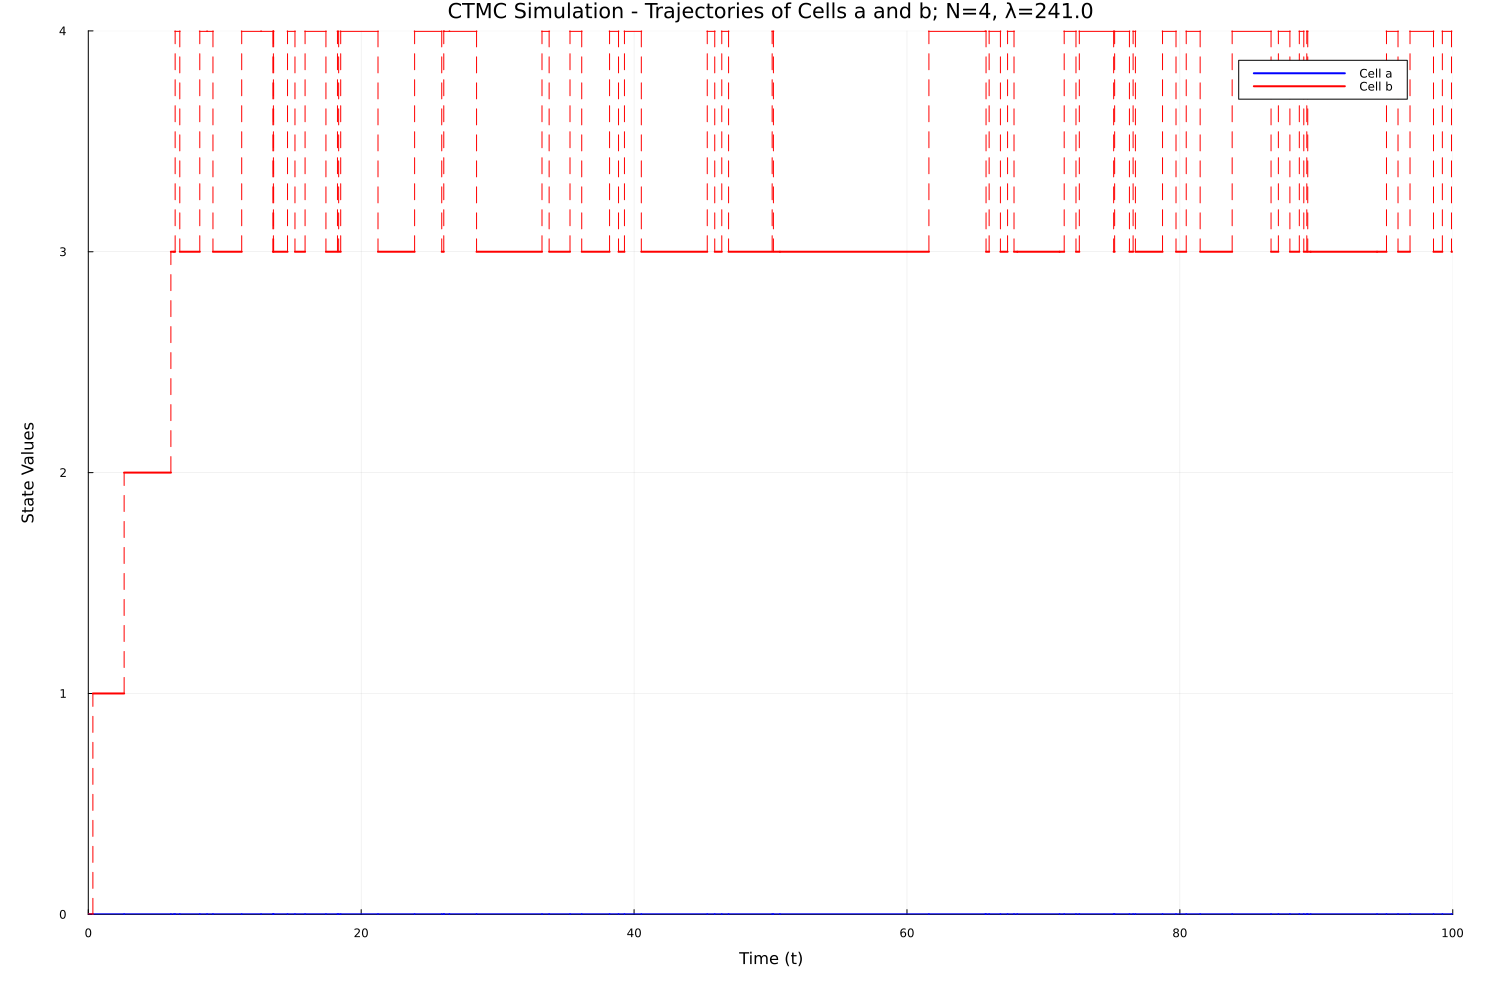 CTMC Simulation - Trajectories of Cells a and b; N=4, λ=241.0
4
Cell a
Cell b
3
State Values
2
1
0
0 20 40 60 80 100
Time (t)